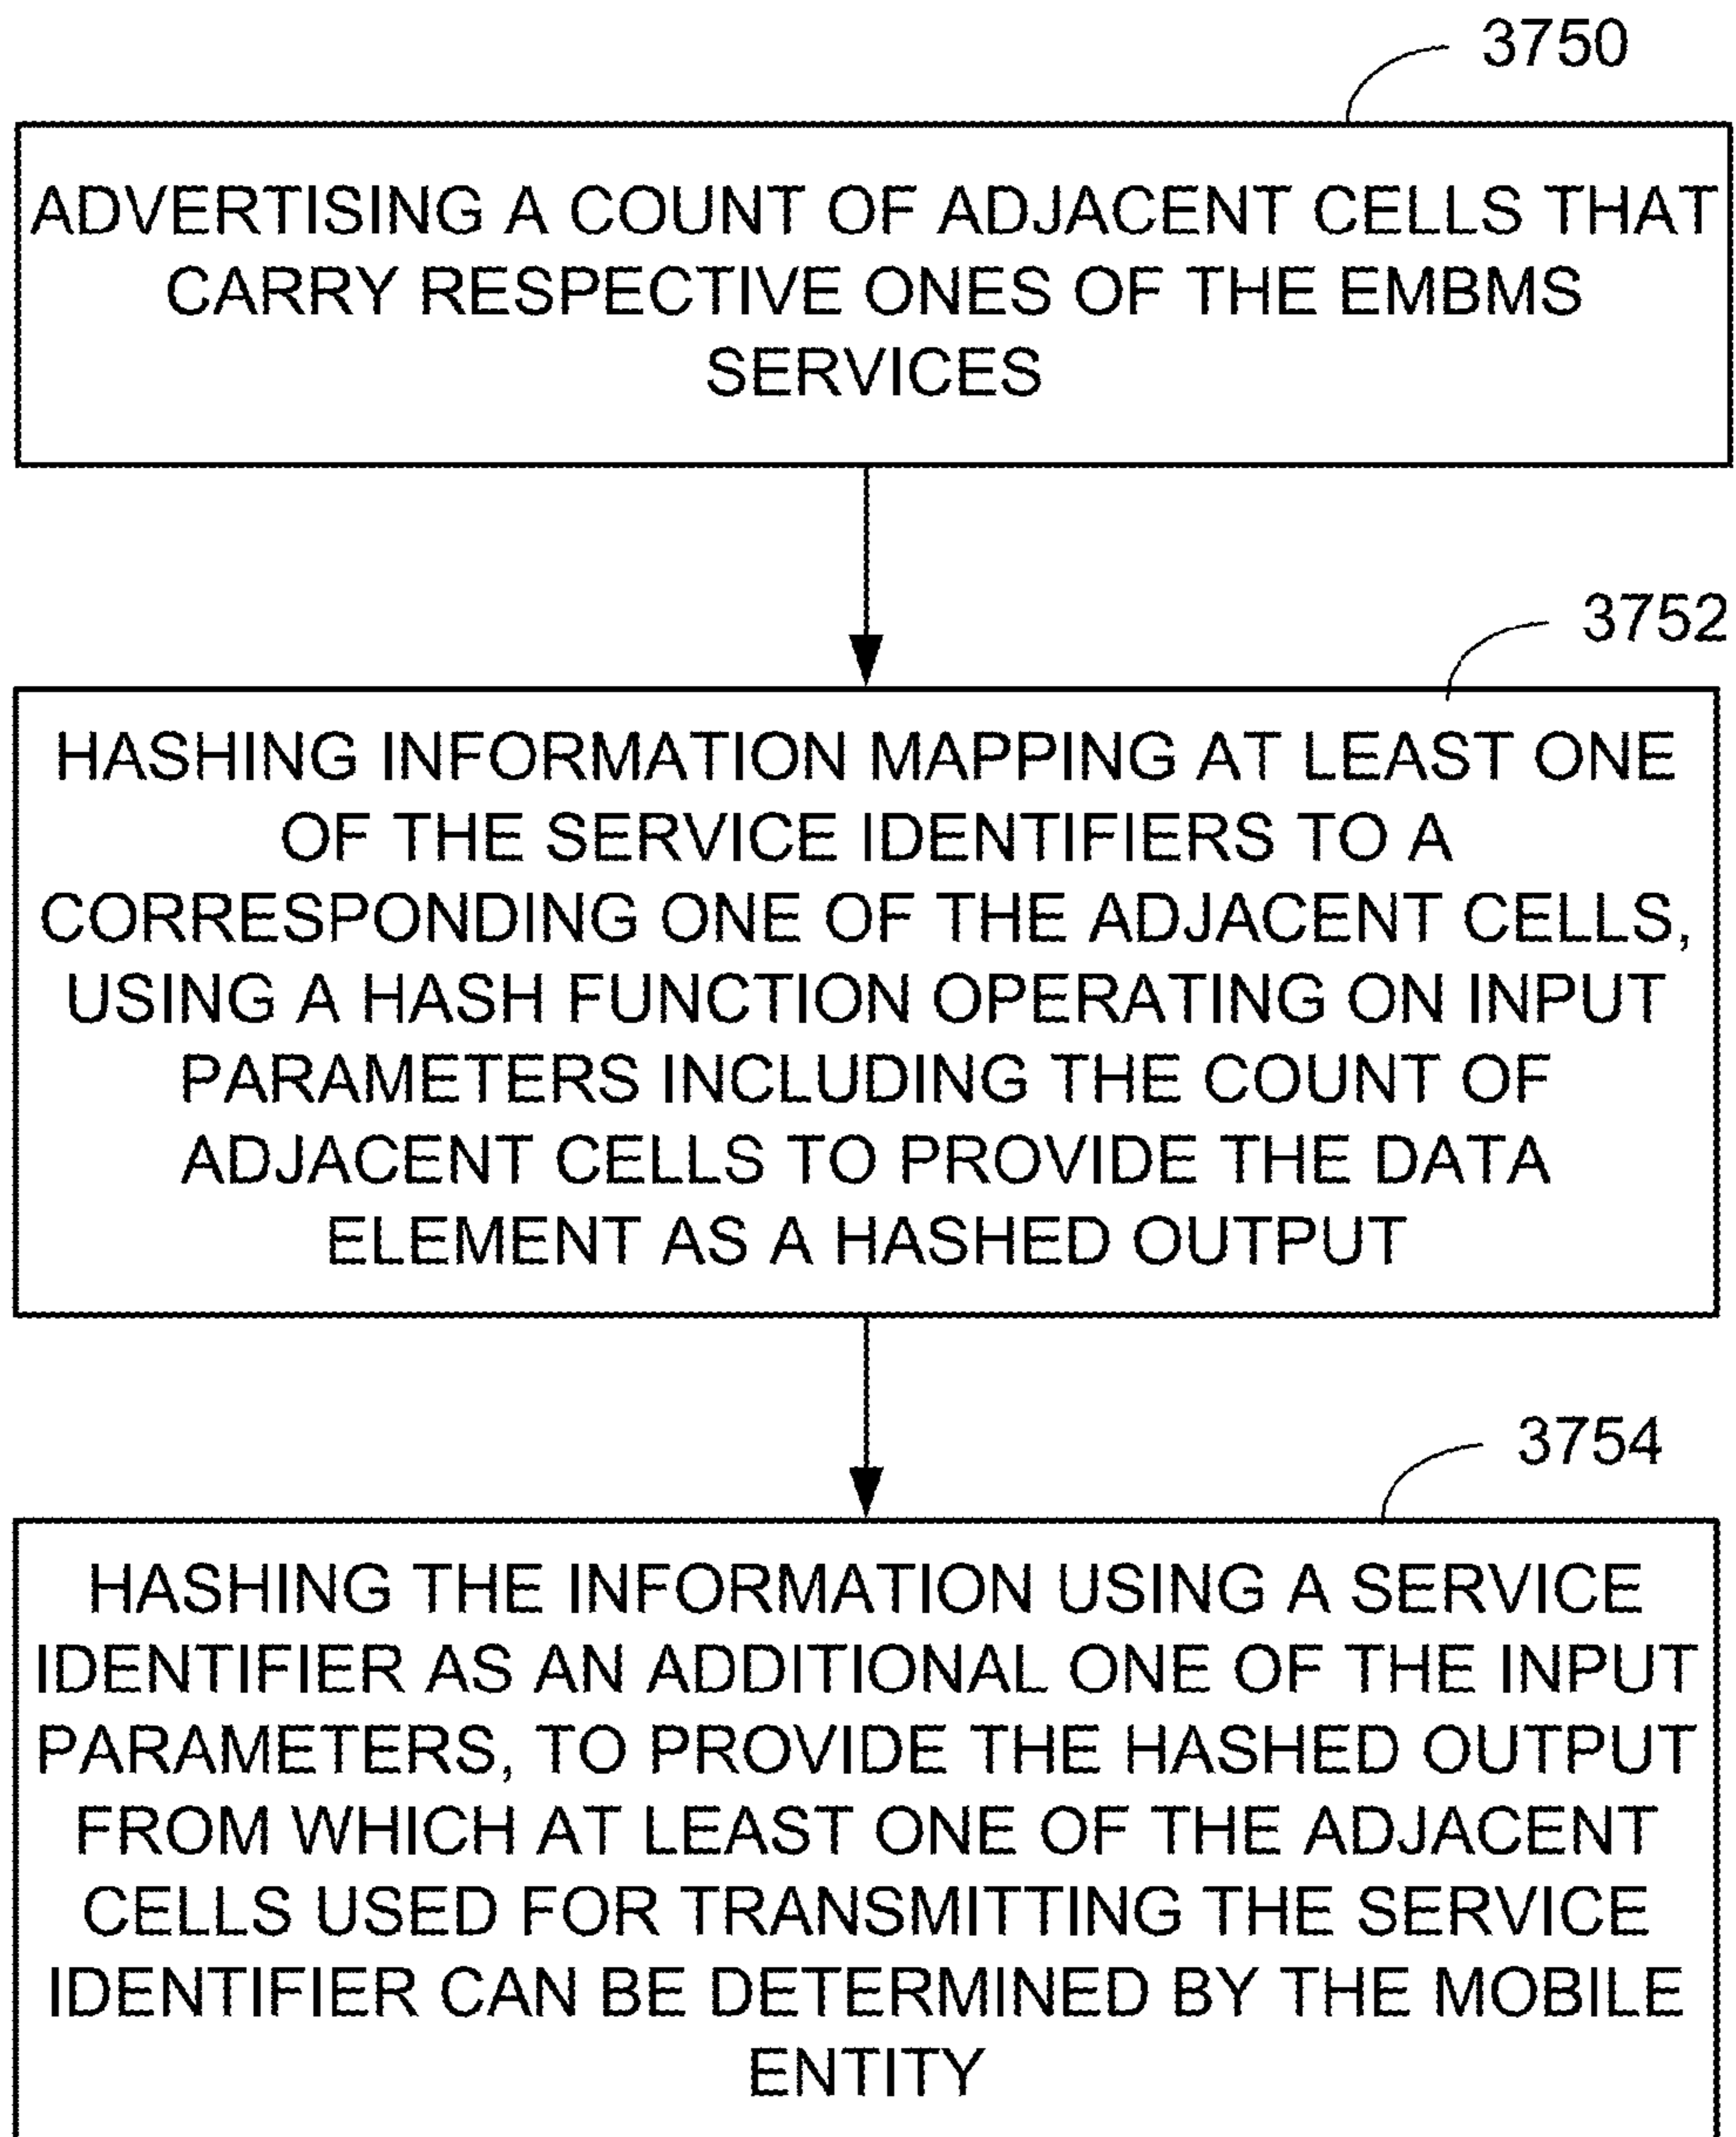 3750
ADVERTISING A COUNT OF ADJACENT CELLS THAT
CARRY RESPECTIVE ONES OF THE EMBMS
SERVICES
3752
HASHING INFORMATION MAPPING AT LEAST ONE
OF THE SERVICE IDENTIFIERS TO A
CORRESPONDING ONE OF THE ADJACENT CELLS,
USING A HASH FUNCTION OPERATING ON INPUT
PARAMETERS INCLUDING THE COUNT OF
ADJACENT CELLS TO PROVIDE THE DATA
ELEMENT AS A HASHED OUTPUT
3754
HASHING THE INFORMATION USING A SERVICE
IDENTIFIER AS AN ADDITIONAL ONE OF THE INPUT
PARAMETERS, TO PROVIDE THE HASHED OUTPUT
FROM WHICH AT LEAST ONE OF THE ADJACENT
CELLS USED FOR TRANSMITTING THE SERVICE
IDENTIFIER CAN BE DETERMINED BY THE MOBILE
ENTITY